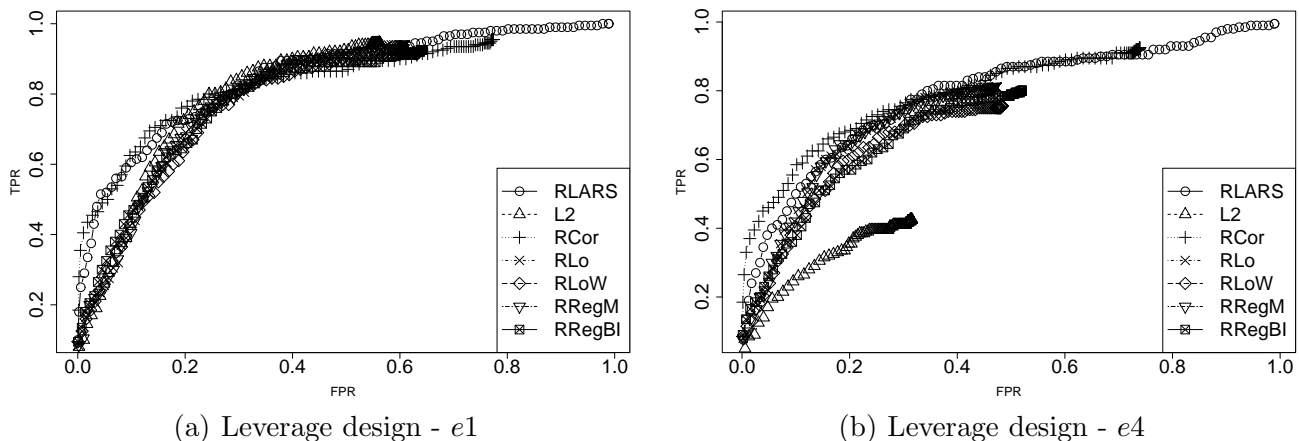 TPR
0.2 0.4 0.6 0.8 1.0
RLARS
L2
RCor
RLo
RLoW
RRegM
RRegBI
0.0 0.2 0.4 0.6 0.8 1.0
FPR
(a) Leverage design - e1
TPR
0.2 0.4 0.6 0.8 1.0
RLARS
L2
RCor
RLo
RLoW
RRegM
RRegBI
0.0 0.2 0.4 0.6 0.8 1.0
FPR
(b) Leverage design - e4